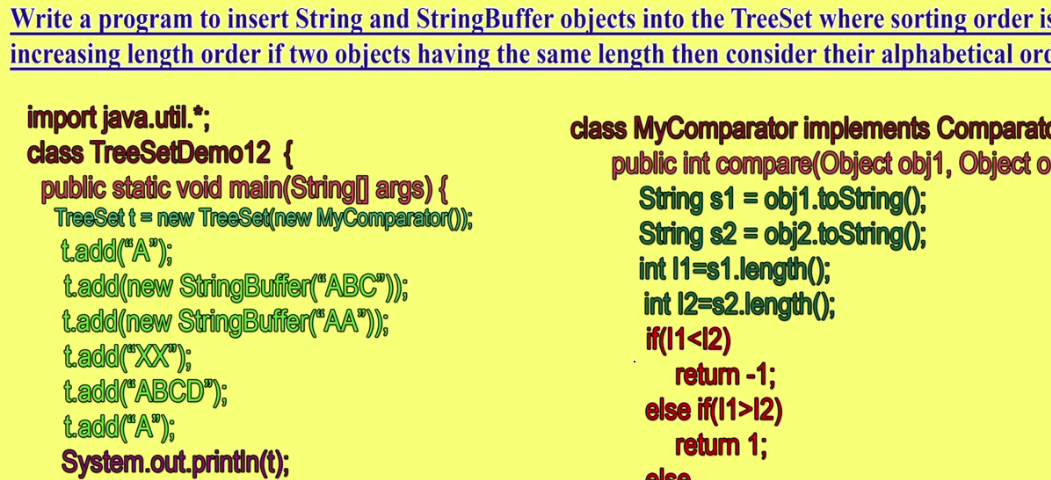 Write a program to insert String and StringBuffer objects into the TreeSet where sorting order is
increasing length order if two objects having the same length then consider their alphabetical ord
import java.util.*;
class TreeSetDemo12 {
public static void main(String[] args) {
TreeSet t = new TreeSet(new MyComparator());
t.add(“A”);
t.add(new StringBuffer(“ABC”));
t.add(new StringBuffer(“AA”));
t.add(“XX”);
t.add(“ABCD”);
t.add(“A”);
System.out.println(t);
class MyComparator implements Comparato
public int compare(Object obj1, Object o
String s1 = obj1.toString();
String s2 = obj2.toString();
int l1=s1.length();
int l2=s2.length();
if(l1<l2)
return -1;
else if(l1>l2)
return 1;
else